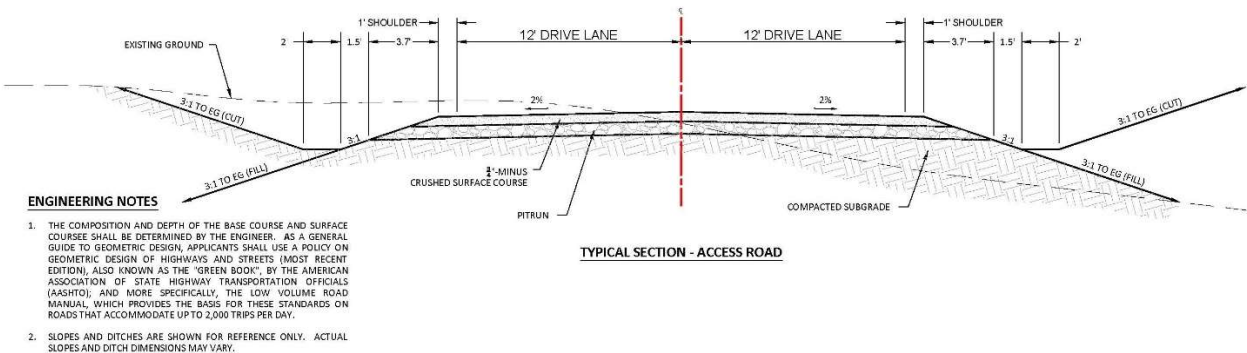 ℄
1' SHOULDER
1' SHOULDER
2
1.5'
3.7'
12' DRIVE LANE
12' DRIVE LANE
3.7'
1.5'
2'
EXISTING GROUND
2%
2%
3:1 TO EG (CUT)
3:1 TO EG (CUT)
3:1
3:1
3:1 TO EG (FILL)
3:1 TO EG (FILL)
¾"-MINUS
CRUSHED SURFACE COURSE
PITRUN
COMPACTED SUBGRADE
TYPICAL SECTION - ACCESS ROAD
ENGINEERING NOTES
1. THE COMPOSITION AND DEPTH OF THE BASE COURSE AND SURFACE
COURSEE SHALL BE DETERMINED BY THE ENGINEER. AS A GENERAL
GUIDE TO GEOMETRIC DESIGN, APPLICANTS SHALL USE A POLICY ON
GEOMETRIC DESIGN OF HIGHWAYS AND STREETS (MOST RECENT
EDITION), ALSO KNOWN AS THE "GREEN BOOK", BY THE AMERICAN
ASSOCIATION OF STATE HIGHWAY TRANSPORTATION OFFICIALS
(AASHTO); AND MORE SPECIFICALLY, THE LOW VOLUME ROAD
MANUAL, WHICH PROVIDES THE BASIS FOR THESE STANDARDS ON
ROADS THAT ACCOMMODATE UP TO 2,000 TRIPS PER DAY.
2. SLOPES AND DITCHES ARE SHOWN FOR REFERENCE ONLY. ACTUAL
SLOPES AND DITCH DIMENSIONS MAY VARY.